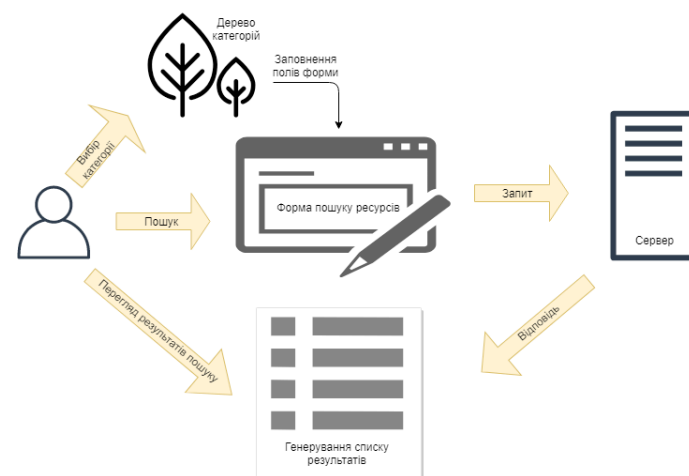 Дерево
категорій
Заповнення
полів форми
Вибір
категорії
Пошук
Форма пошуку ресурсів
Запит
Сервер
Перегляд результатів пошуку
Відповідь
Генерування списку
результатів